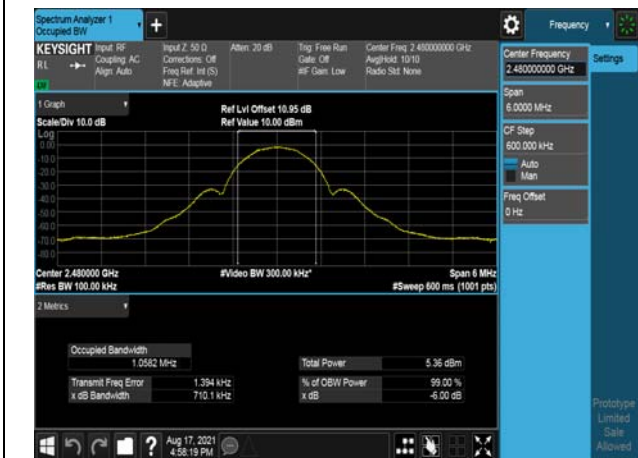 Spectrum Analyzer 1
Occupied BW
+
Frequency
KEYSIGHT
RL
Input: RF
Coupling: AC
Align: Auto
Input Z: 50 Ω
Corrections: Off
Freq Ref: Int (S)
NFE: Adaptive
Atten: 20 dB
Trig: Free Run
Gate: Off
#IF Gain: Low
Center Freq: 2.480000000 GHz
Avg|Hold: 10/10
Radio Std: None
Center Frequency
2.480000000 GHz
Settings
Span
6.0000 MHz
CF Step
600.000 kHz
Auto
Man
Freq Offset
0 Hz
1 Graph
Scale/Div 10.0 dB
Ref Lvl Offset 10.95 dB
Ref Value 10.00 dBm
Log
0.00
-10.0
-20.0
-30.0
-40.0
-50.0
-60.0
-70.0
-80.0
Center 2.480000 GHz
#Res BW 100.00 kHz
#Video BW 300.00 kHz*
Span 6 MHz
#Sweep 600 ms (1001 pts)
2 Metrics
Occupied Bandwidth
1.0582 MHz
Total Power 5.36 dBm
Transmit Freq Error 1.394 kHz
% of OBW Power 99.00 %
x dB Bandwidth 710.1 kHz
x dB -6.00 dB
Prototype
Limited
Sale
Allowed
?
Aug 17, 2021
4:58:19 PM